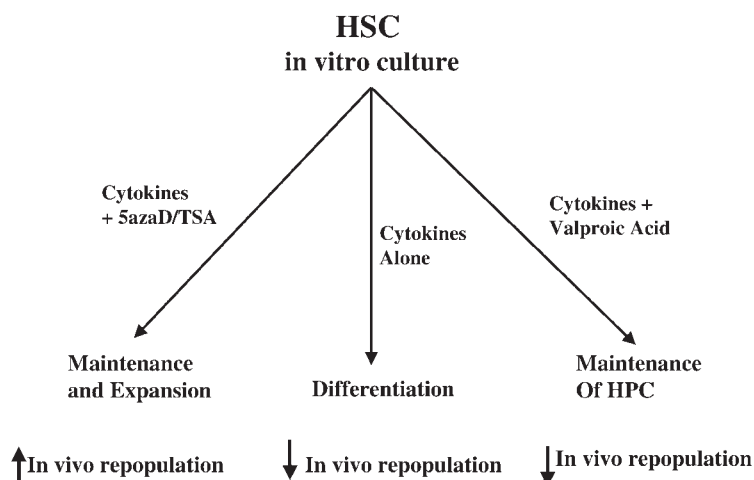 HSC
in vitro culture
Cytokines
+ 5azaD/TSA
Cytokines
Alone
Cytokines +
Valproic Acid
Maintenance
and Expansion
Differentiation
Maintenance
Of HPC
In vivo repopulation
In vivo repopulation
In vivo repopulation